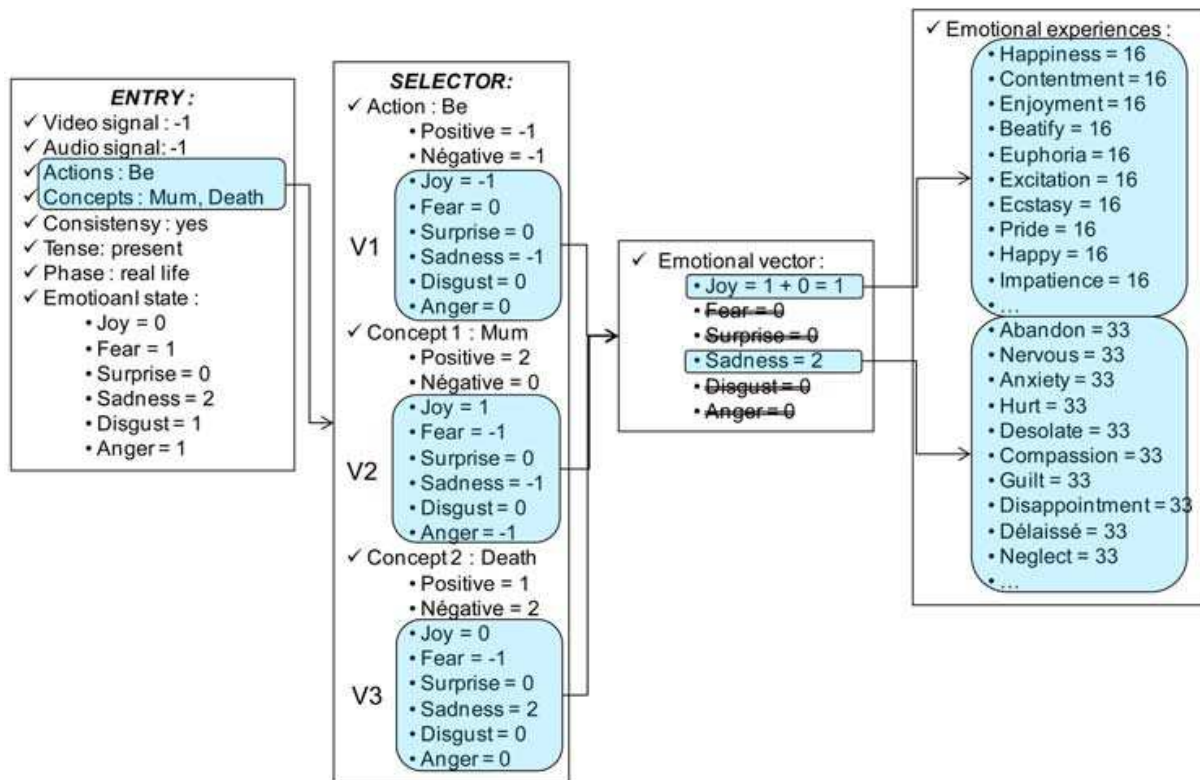 ENTRY :
✓ Video signal : -1
✓ Audio signal: -1
✓ Actions : Be
✓ Concepts : Mum, Death
✓ Consistensy : yes
✓ Tense: present
✓ Phase : real life
✓ Emotioanl state :
• Joy = 0
• Fear = 1
• Surprise = 0
• Sadness = 2
• Disgust = 1
• Anger = 1
SELECTOR:
✓ Action : Be
• Positive = -1
• Négative = -1
V1
• Joy = -1
• Fear = 0
• Surprise = 0
• Sadness = -1
• Disgust = 0
• Anger = 0
✓ Concept 1 : Mum
• Positive = 2
• Négative = 0
V2
• Joy = 1
• Fear = -1
• Surprise = 0
• Sadness = -1
• Disgust = 0
• Anger = -1
✓ Concept 2 : Death
• Positive = 1
• Négative = 2
V3
• Joy = 0
• Fear = -1
• Surprise = 0
• Sadness = 2
• Disgust = 0
• Anger = 0
✓ Emotional vector :
• Joy = 1 + 0 = 1
• Fear = 0
• Surprise = 0
• Sadness = 2
• Disgust = 0
• Anger = 0
✓ Emotional experiences :
• Happiness = 16
• Contentment = 16
• Enjoyment = 16
• Beatify = 16
• Euphoria = 16
• Excitation = 16
• Ecstasy = 16
• Pride = 16
• Happy = 16
• Impatience = 16
• ...
• Abandon = 33
• Nervous = 33
• Anxiety = 33
• Hurt = 33
• Desolate = 33
• Compassion = 33
• Guilt = 33
• Disappointment = 33
• Délaissé = 33
• Neglect = 33
• ...